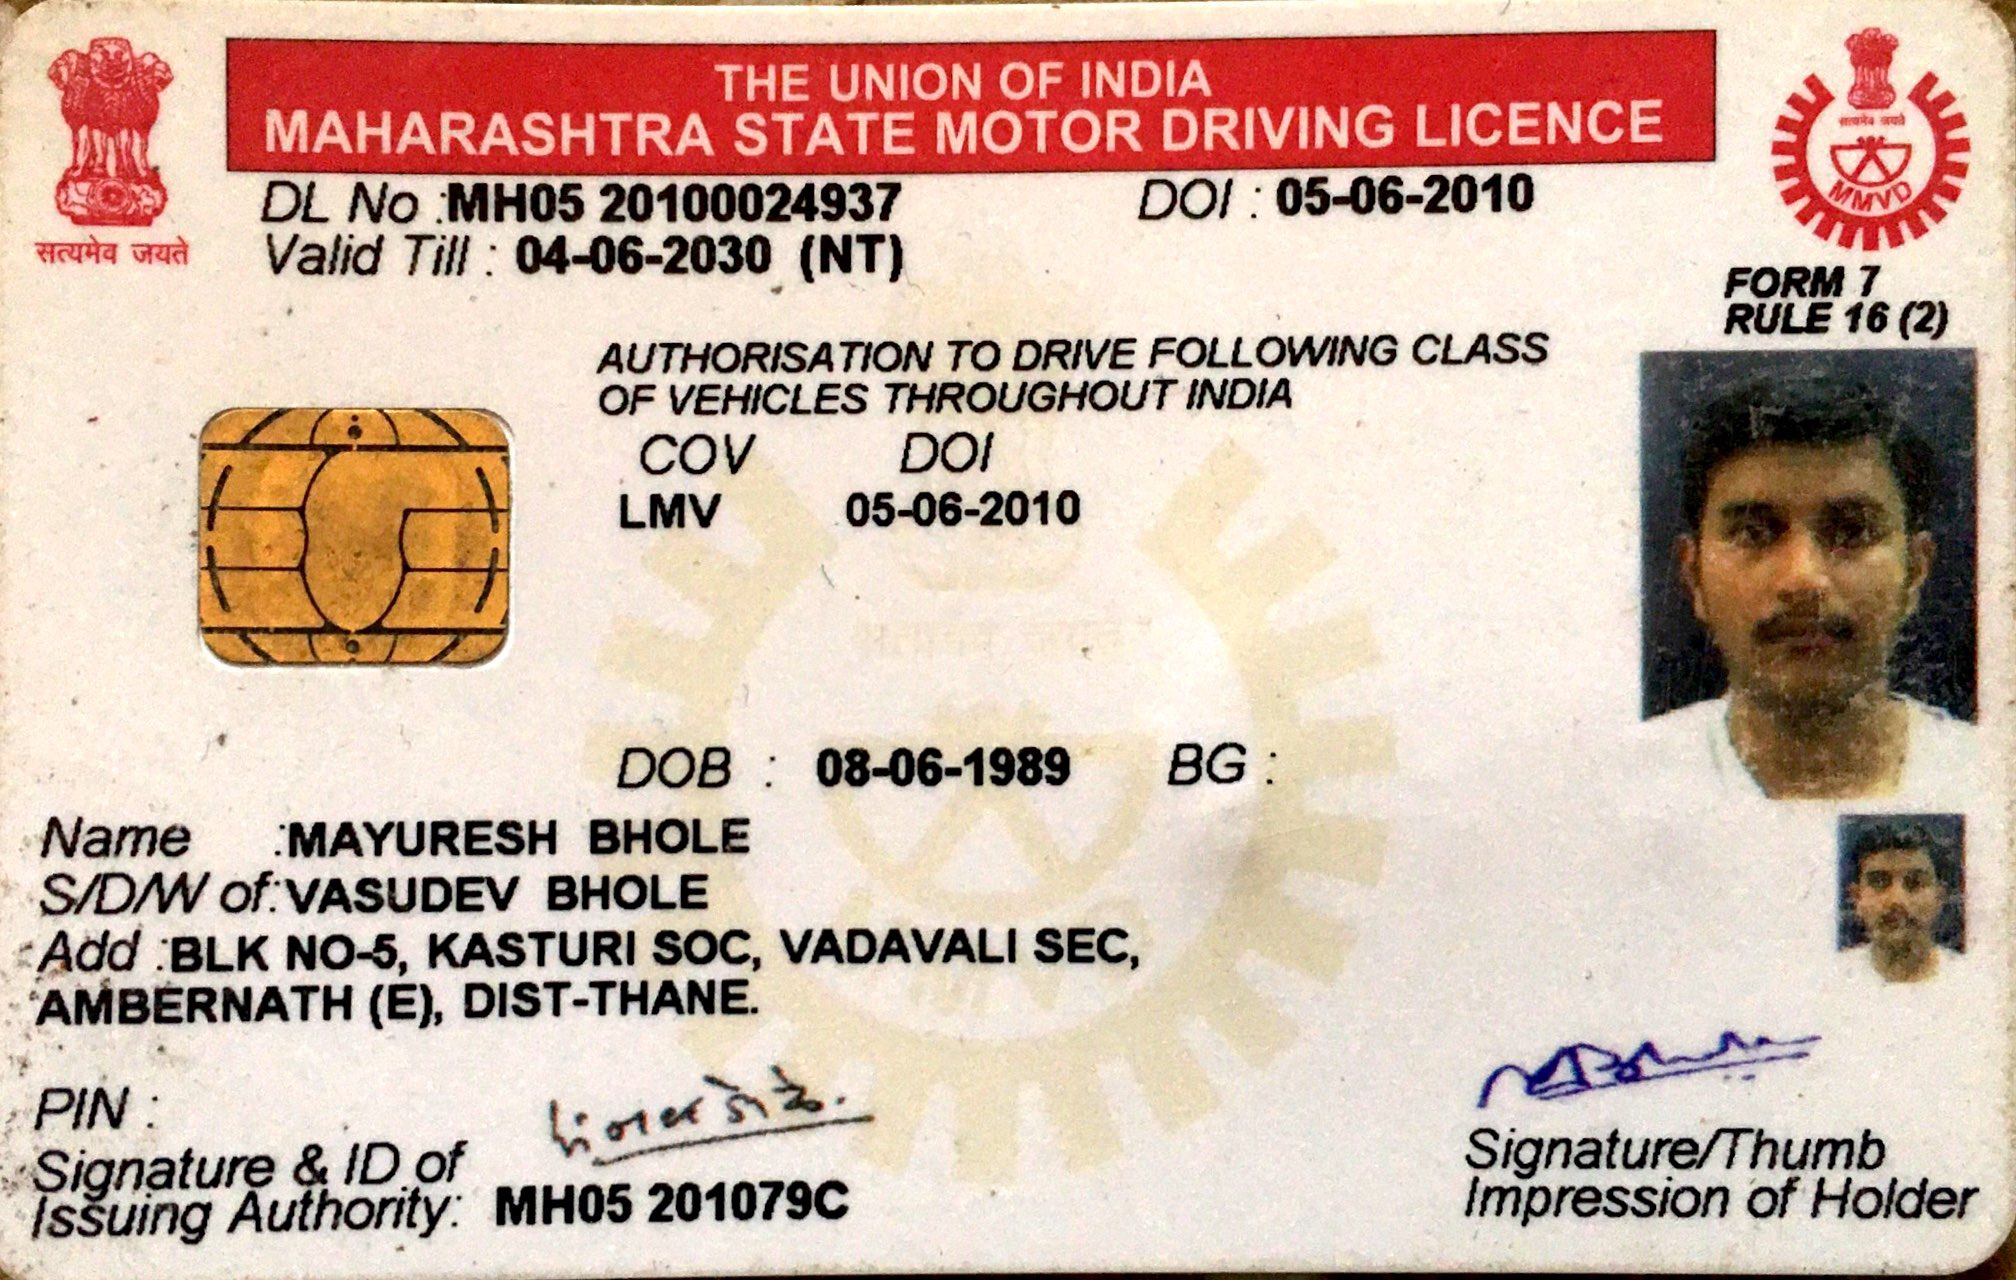 THE UNION OF INDIA
MAHARASHTRA STATE MOTOR DRIVING LICENCE
सत्यमेव जयते
सत्यमेव जयते
MMVD
DL No :MH05 20100024937 DOI : 05-06-2010
Valid Till : 04-06-2030 (NT)
FORM 7
RULE 16 (2)
AUTHORISATION TO DRIVE FOLLOWING CLASS
OF VEHICLES THROUGHOUT INDIA
COV DOI
LMV 05-06-2010
DOB : 08-06-1989 BG :
Name :MAYURESH BHOLE
S/D/W of:VASUDEV BHOLE
Add :BLK NO-5, KASTURI SOC, VADAVALI SEC,
AMBERNATH (E), DIST-THANE.
PIN :
Signature & ID of
Issuing Authority: MH05 201079C
Signature/Thumb
Impression of Holder